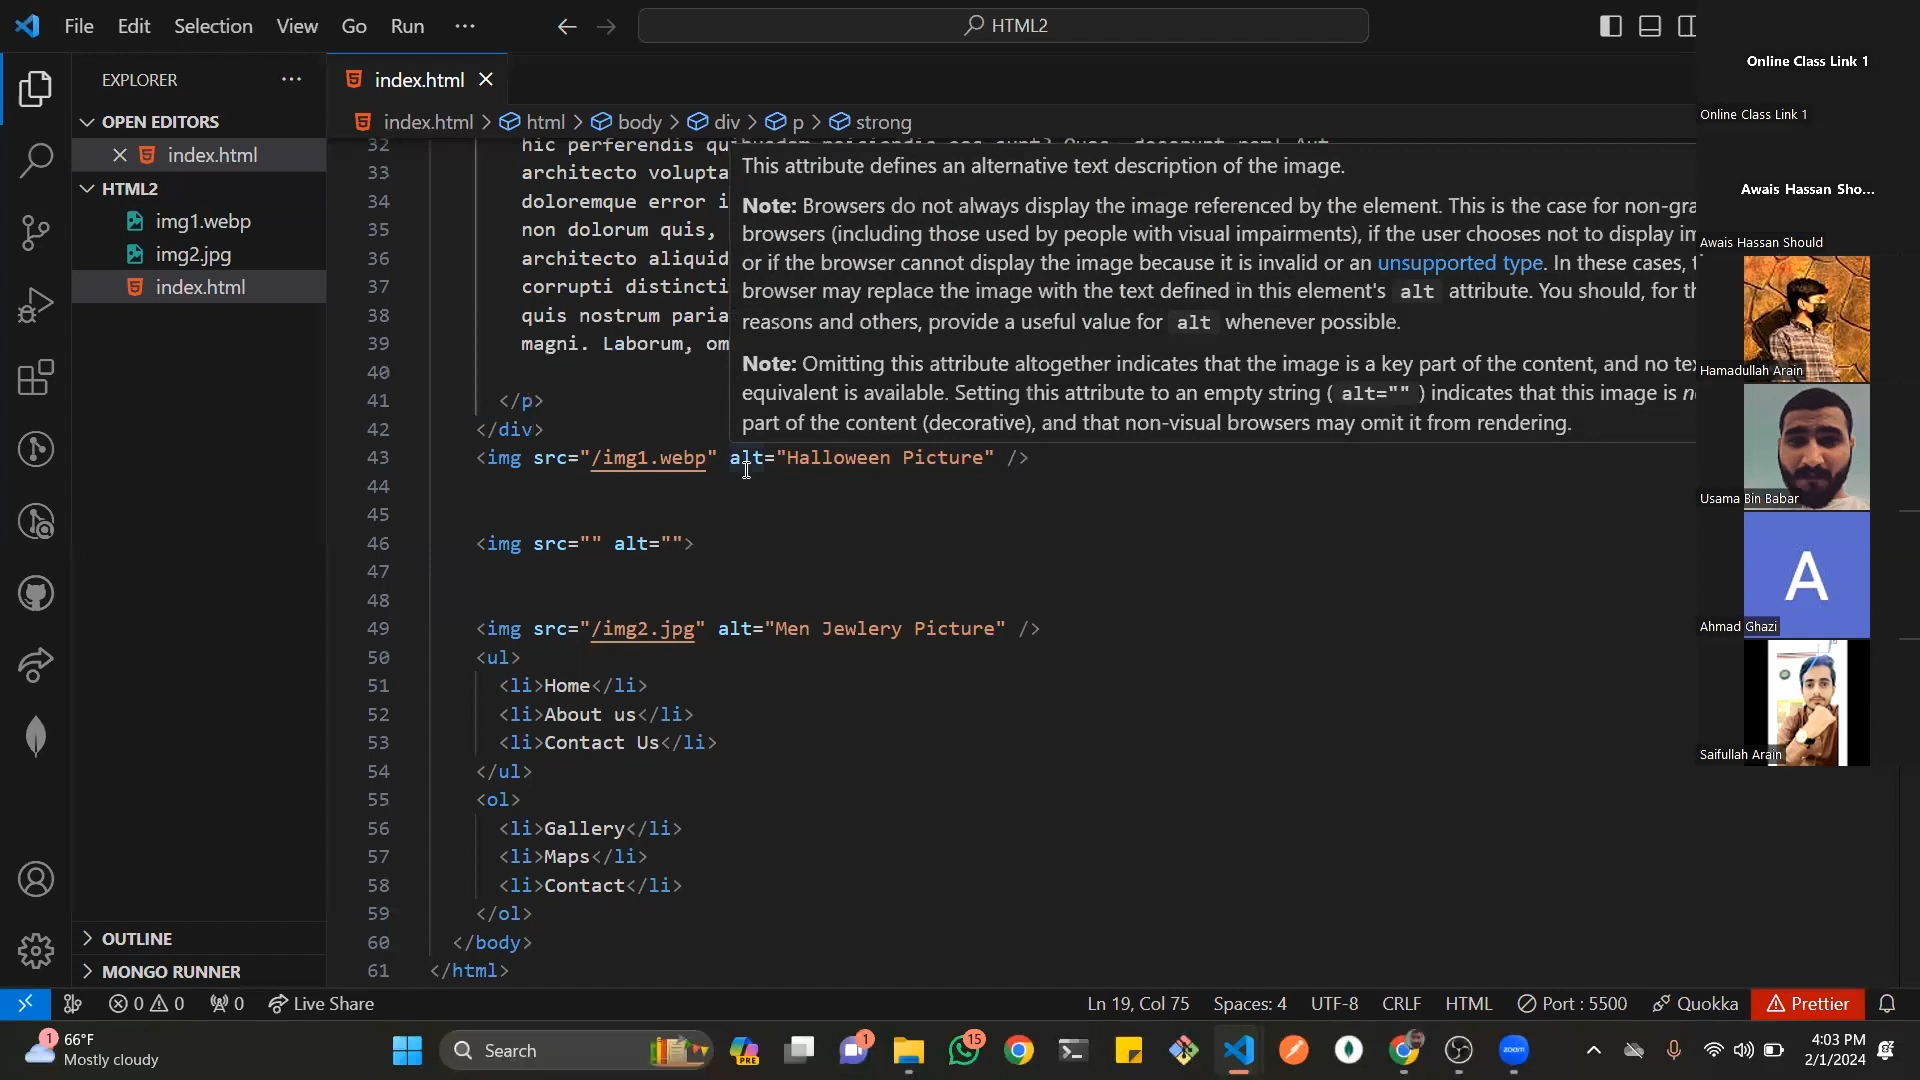 File Edit Selection View Go Run ···
HTML2
EXPLORER ···
OPEN EDITORS
index.html
HTML2
img1.webp
img2.jpg
index.html
OUTLINE
MONGO RUNNER
index.html
index.html > html > body > div > p > strong
32
33 architecto volupta
34 doloremque error i
35 non dolorum quis,
36 architecto aliquid
37 corrupti distincti
38 quis nostrum paria
39 magni. Laborum, om
40
41 </p>
42 </div>
43 <img src="/img1.webp" alt="Halloween Picture" />
44
45
46 <img src="" alt="">
47
48
49 <img src="/img2.jpg" alt="Men Jewlery Picture" />
50 <ul>
51 <li>Home</li>
52 <li>About us</li>
53 <li>Contact Us</li>
54 </ul>
55 <ol>
56 <li>Gallery</li>
57 <li>Maps</li>
58 <li>Contact</li>
59 </ol>
60 </body>
61 </html>
This attribute defines an alternative text description of the image.
Note: Browsers do not always display the image referenced by the element. This is the case for non-gra
browsers (including those used by people with visual impairments), if the user chooses not to display im
or if the browser cannot display the image because it is invalid or an unsupported type. In these cases, t
browser may replace the image with the text defined in this element's alt attribute. You should, for th
reasons and others, provide a useful value for alt whenever possible.
Note: Omitting this attribute altogether indicates that the image is a key part of the content, and no tex
equivalent is available. Setting this attribute to an empty string ( alt="" ) indicates that this image is n
part of the content (decorative), and that non-visual browsers may omit it from rendering.
Online Class Link 1
Online Class Link 1
Awais Hassan Sho...
Awais Hassan Should
Hamadullah Arain
Usama Bin Babar
A
Ahmad Ghazi
Saifullah Arain
0 0 0 Live Share Ln 19, Col 75 Spaces: 4 UTF-8 CRLF HTML Port : 5500 Quokka Prettier
1 66°F
Mostly cloudy
Search
PRE
1
15
zoom
4:03 PM
2/1/2024